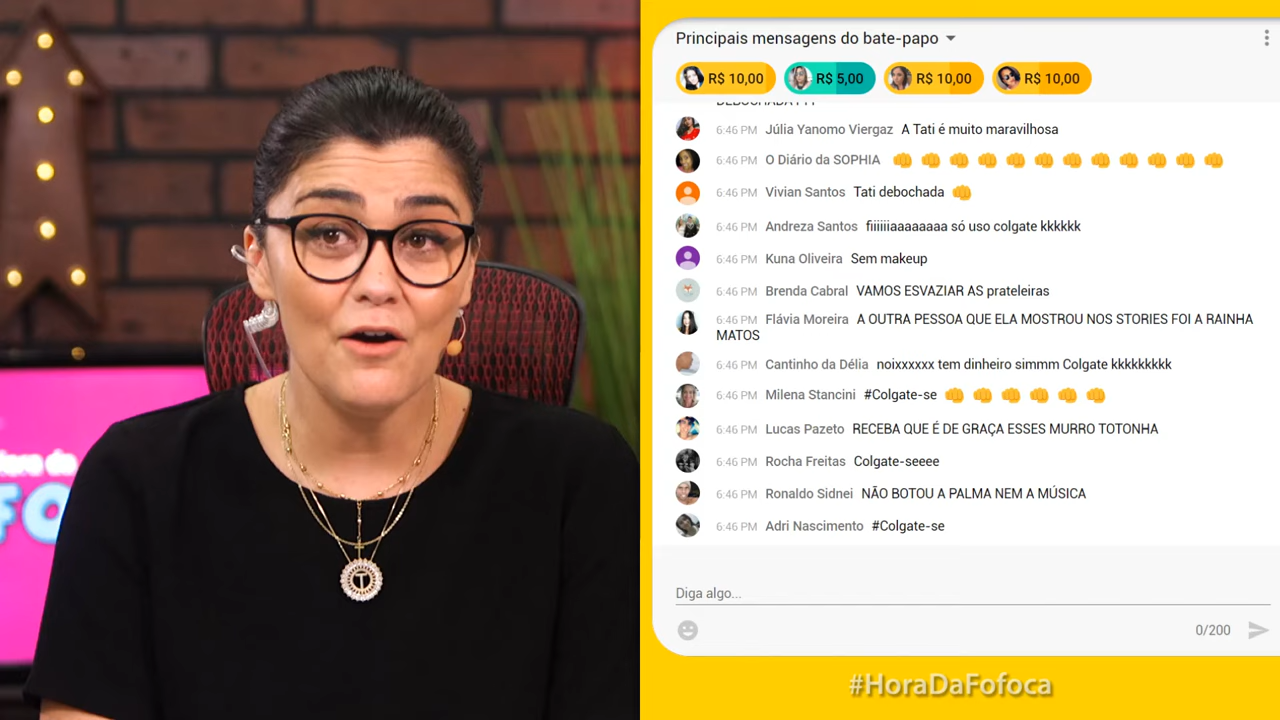 Hora da
FO
T
Principais mensagens do bate-papo
R$ 10,00 R$ 5,00 R$ 10,00 R$ 10,00
6:46 PM Júlia Yanomo Viergaz A Tati é muito maravilhosa
6:46 PM O Diário da SOPHIA 👊 👊 👊 👊 👊 👊 👊 👊 👊 👊 👊 👊
6:46 PM Vivian Santos Tati debochada 👊
6:46 PM Andreza Santos fiiiiiiaaaaaaaa só uso colgate kkkkkk
6:46 PM Kuna Oliveira Sem makeup
6:46 PM Brenda Cabral VAMOS ESVAZIAR AS prateleiras
6:46 PM Flávia Moreira A OUTRA PESSOA QUE ELA MOSTROU NOS STORIES FOI A RAINHA
MATOS
6:46 PM Cantinho da Délia noixxxxxx tem dinheiro simmm Colgate kkkkkkkkk
6:46 PM Milena Stancini #Colgate-se 👊 👊 👊 👊 👊 👊
6:46 PM Lucas Pazeto RECEBA QUE É DE GRAÇA ESSES MURRO TOTONHA
6:46 PM Rocha Freitas Colgate-seeee
6:46 PM Ronaldo Sidnei NÃO BOTOU A PALMA NEM A MÚSICA
6:46 PM Adri Nascimento #Colgate-se
Diga algo...
0/200
#HoraDaFofoca